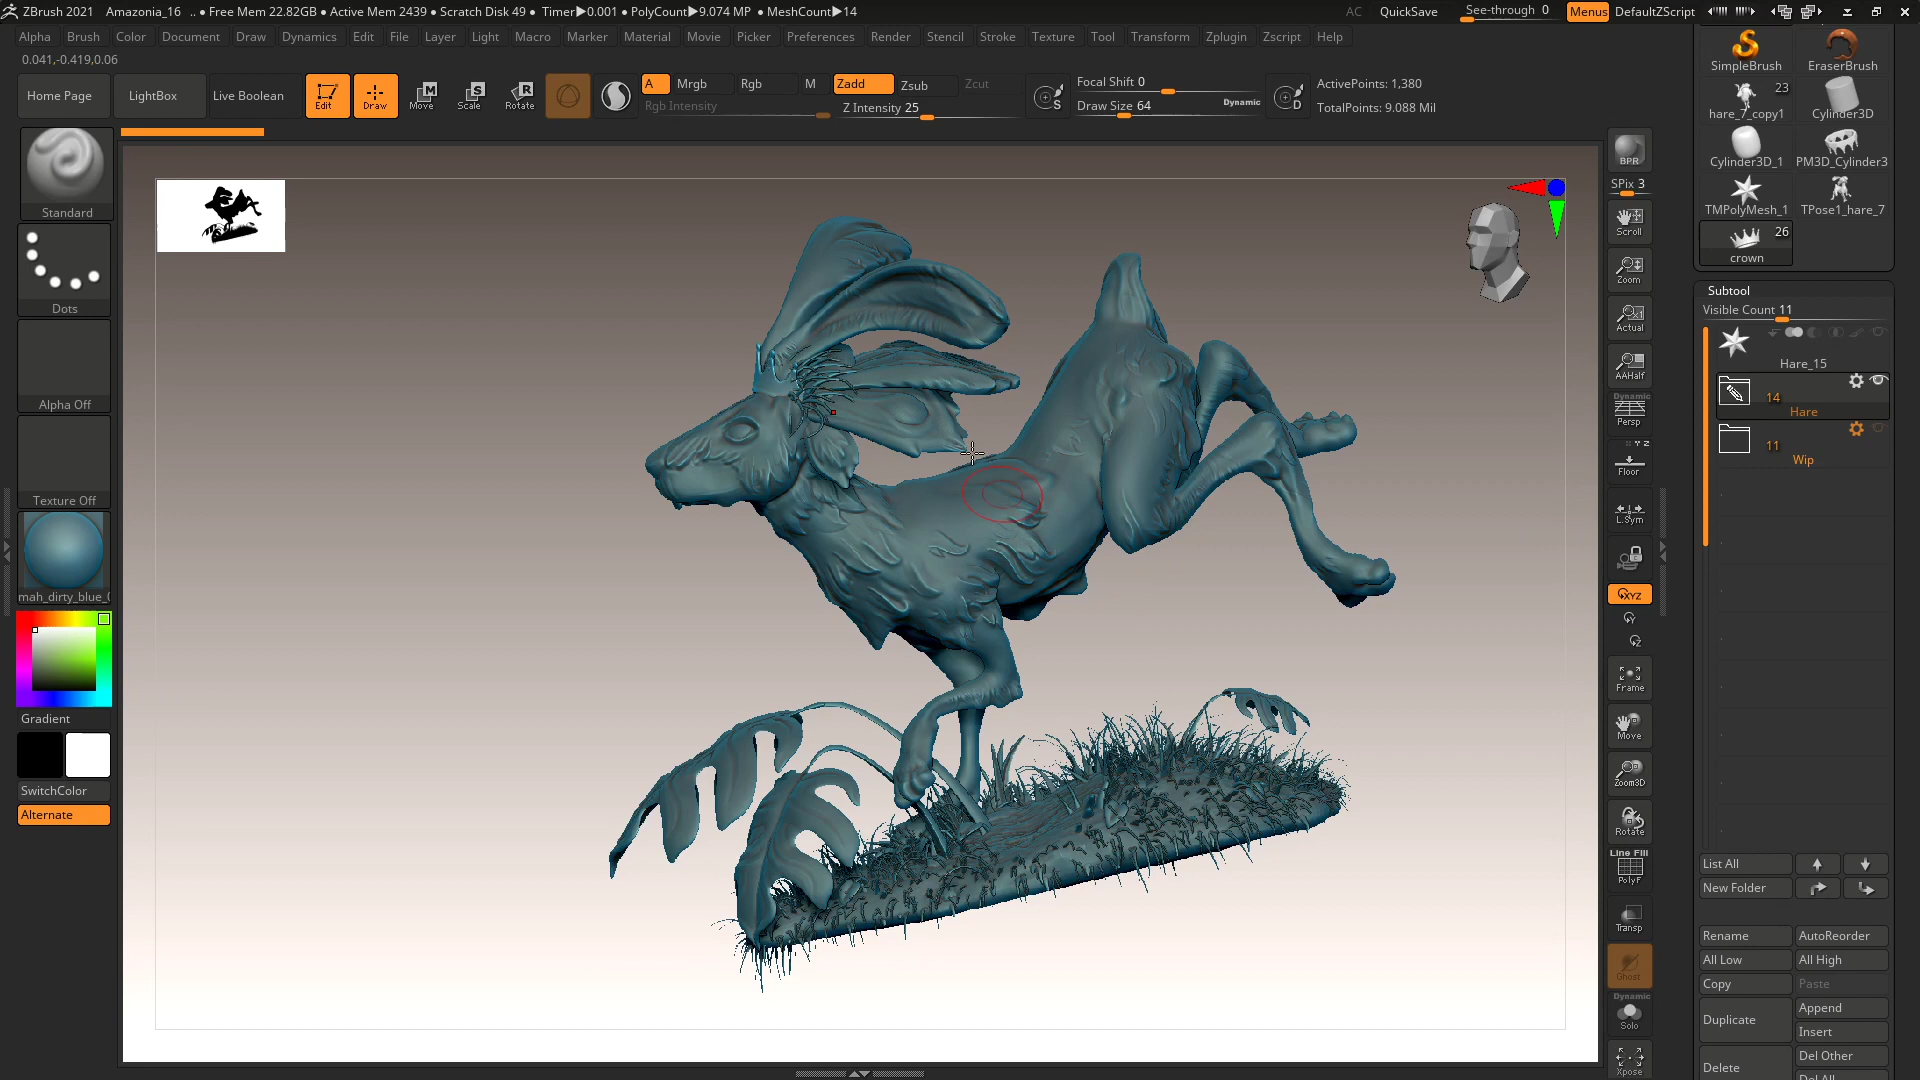 ZBrush 2021 Amazonia_16 .. • Free Mem 22.82GB • Active Mem 2439 • Scratch Disk 49 • Timer▶0.001 • PolyCount▶9.074 MP • MeshCount▶14 AC QuickSave See-through 0 Menus DefaultZScript
Alpha Brush Color Document Draw Dynamics Edit File Layer Light Macro Marker Material Movie Picker Preferences Render Stencil Stroke Texture Tool Transform Zplugin Zscript Help
0.041,-0.419,0.06
Home Page LightBox Live Boolean Edit Draw Move Scale Rotate
M S R
A Mrgb Rgb M Zadd Zsub Zcut
Rgb Intensity Z Intensity 25
S Focal Shift 0
Draw Size 64 Dynamic
D ActivePoints: 1,380
TotalPoints: 9.088 Mil
Standard
Dots
Alpha Off
Texture Off
mah_dirty_blue_
Gradient
SwitchColor
Alternate
BPR
SPix 3
Scroll
Zoom
Actual
AAHalf
Dynamic
Persp
Floor
L.Sym
XYZ
Y
Z
Frame
Move
Zoom3D
Rotate
Line Fill
PolyF
Transp
Ghost
Dynamic
Solo
Xpose
SimpleBrush EraserBrush
23
hare_7_copy1 Cylinder3D
Cylinder3D_1 PM3D_Cylinder3
TMPolyMesh_1 TPose1_hare_7
26
crown
Subtool
Visible Count 11
Hare_15
14
Hare
11
Wip
List All
New Folder
Rename AutoReorder
All Low All High
Copy Paste
Duplicate Append
Insert
Delete Del Other
Del All